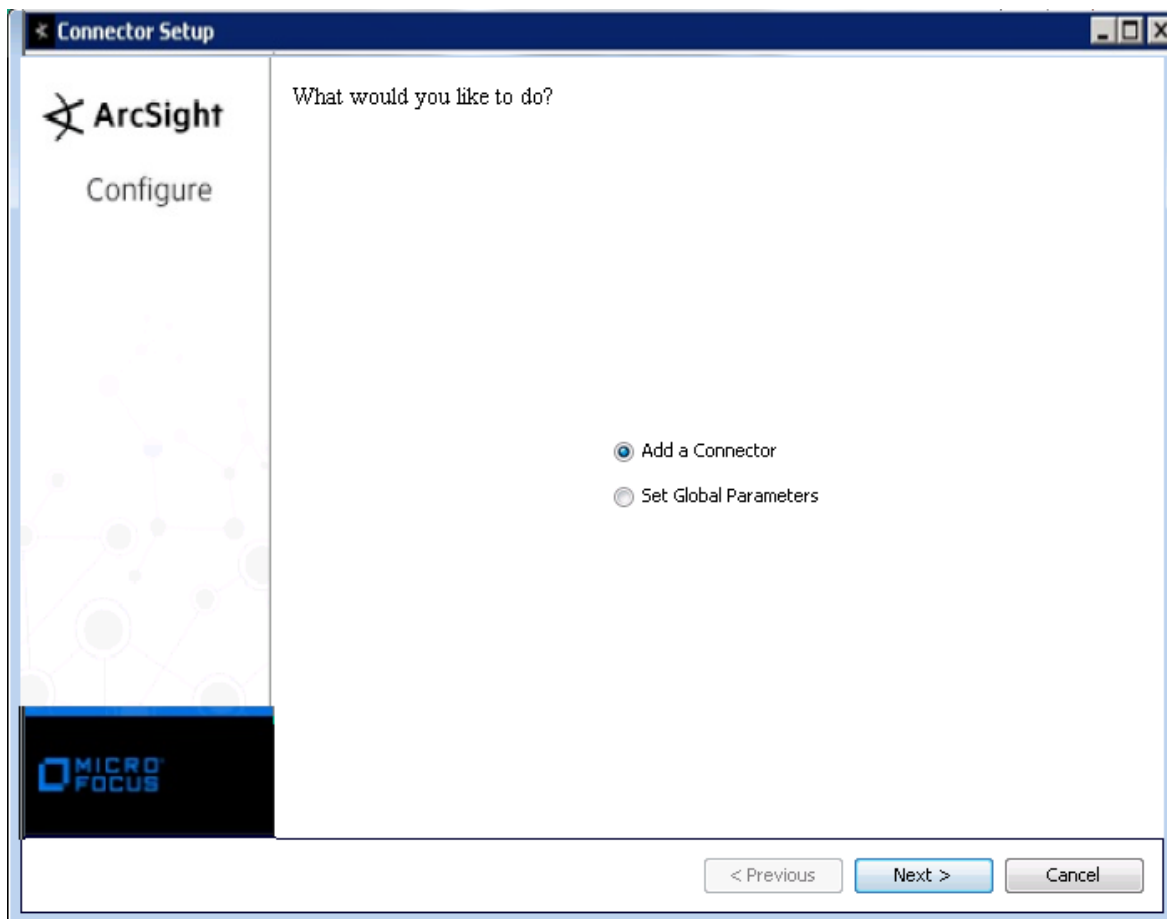 Connector Setup
ArcSight
Configure
What would you like to do?
Add a Connector
Set Global Parameters
MICRO
FOCUS
< Previous
Next >
Cancel